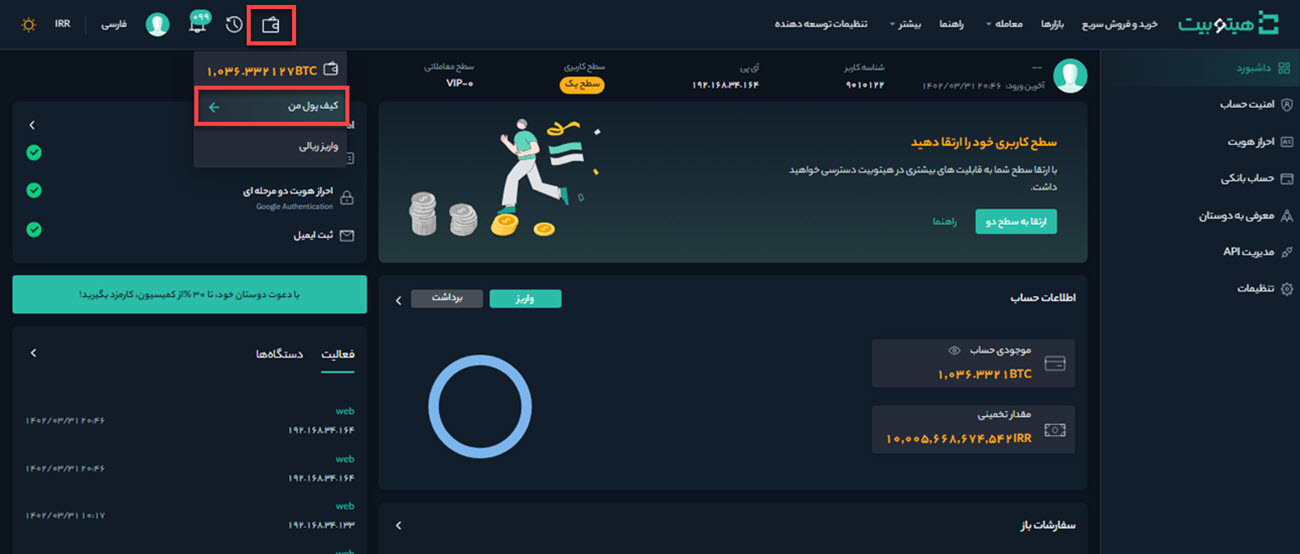 هیتوبیت
خرید و فروش سریع
بازارها
معامله
راهنما
بیشتر
تنظیمات توسعه دهنده
+۹۹
فارسی
IRR
۱,۰۳۶.۳۳۲۱۲۷BTC
کیف پول من
واریز ریالی
داشبورد
امنیت حساب
احراز هویت
حساب بانکی
معرفی به دوستان
مدیریت API
تنظیمات
--
آخرین ورود: ۱۴۰۲/۰۳/۳۱ ۲۰:۴۶
شناسه کاربر
۹۰۱۰۱۲۲
آی پی
۱۹۲.۱۶۸.۳۴.۱۶۴
سطح کاربری
سطح یک
سطح معاملاتی
VIP-۰
سطح کاربری خود را ارتقا دهید
با ارتقا سطح شما به قابلیت های بیشتری در هیتوبیت دسترسی خواهید
داشت.
ارتقا به سطح دو
راهنما
احراز هویت دو مرحله ای
Google Authentication
ثبت ایمیل
با دعوت دوستان خود، تا ۳۰ %از کمیسیون، کارمزد بگیرید!
اطلاعات حساب
واریز
برداشت
موجودی حساب
۱,۰۳۶.۳۳۲۱BTC
مقدار تخمینی
۱۰,۰۰۵,۶۶۸,۶۷۴,۵۴۲IRR
سفارشات باز
فعالیت
دستگاه‌ها
web
۱۹۲.۱۶۸.۳۴.۱۶۴
۱۴۰۲/۰۳/۳۱ ۲۰:۴۶
web
۱۹۲.۱۶۸.۳۴.۱۶۴
۱۴۰۲/۰۳/۳۱ ۲۰:۴۶
web
۱۹۲.۱۶۸.۳۴.۱۳۳
۱۴۰۲/۰۳/۳۱ ۱۰:۱۷
web